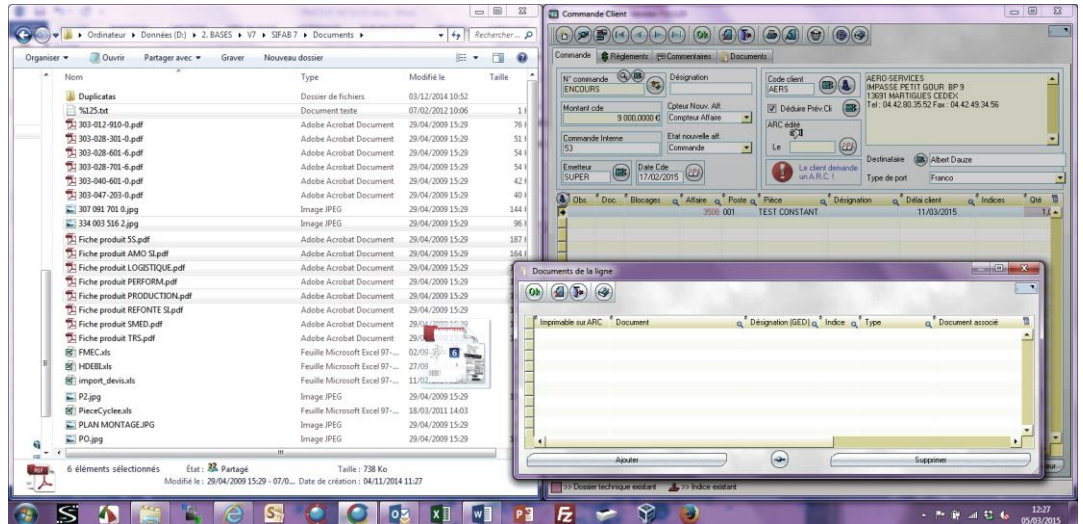 Ordinateur ▸ Données (D:) ▸ 2. BASES ▸ V7 ▸ SIFAB 7 ▸ Documents ▸
Rechercher...
Organiser
Ouvrir
Partager avec
Graver
Nouveau dossier
Nom Type Modifié le Taille
Duplicatas Dossier de fichiers 03/12/2014 10:52
%125.txt Document texte 07/02/2012 10:06
303-012-910-0.pdf Adobe Acrobat Document 29/04/2009 15:29 76
303-028-301-0.pdf Adobe Acrobat Document 29/04/2009 15:29 51
303-028-601-6.pdf Adobe Acrobat Document 29/04/2009 15:29 54
303-028-701-6.pdf Adobe Acrobat Document 29/04/2009 15:29 54
303-040-601-0.pdf Adobe Acrobat Document 29/04/2009 15:29 42
303-047-203-0.pdf Adobe Acrobat Document 29/04/2009 15:29 40
307 091 701 0.jpg Image JPEG 29/04/2009 15:29 144
334 003 516 2.jpg Image JPEG 29/04/2009 15:29 96
Fiche produit 5S.pdf Adobe Acrobat Document 29/04/2009 15:29 187
Fiche produit AMO SI.pdf Adobe Acrobat Document 29/04/2009 15:29 164
Fiche produit LOGISTIQUE.pdf Adobe Acrobat Document 29/04/2009 15:29
Fiche produit PERFORM.pdf Adobe Acrobat Document 29/04/2009 15:29
Fiche produit PRODUCTION.pdf Adobe Acrobat Document 29/04/2009 15:29
Fiche produit REFONTE SI.pdf Adobe Acrobat Document 29/04/2009 15:29
Fiche produit SMED.pdf Adobe Acrobat Document
Fiche produit TRS.pdf Adobe Acrobat Document
FMEC.xls Feuille Microsoft Excel 97-...
HDEBI.xls Feuille Microsoft Excel 97-...
import_devis.xls Feuille Microsoft Excel 97-...
P2.jpg Image JPEG 29/04/2009 15:29
PieceCyclee.xls Feuille Microsoft Excel 97-... 18/03/2011 14:03
PLAN MONTAGE.JPG Image JPEG 29/04/2009 15:29
PO.jpg Image JPEG 29/04/2009 15:29
6
6 éléments sélectionnés État : Partagé Taille : 738 Ko
Modifié le : 29/04/2009 15:29 - 07/0... Date de création : 04/11/2014 11:27
Commande Client
Ok
Commande Règlements Commentaires Documents
N° commande Désignation
ENCOURS
Montant cde Cpteur Nouv. Aff.
9 000,0000 € Compteur Affaire
Commande Interne Etat nouvelle aff.
53 Commande
Emetteur Date Cde
SUPER 17/02/2015
Code client
AERS
AERO-SERVICES
IMPASSE PETIT GOUR BP 9
13691 MARTIGUES CEDEX
Tel : 04.42.80.35.52 Fax : 04.42.49.34.56
Déduire Prév.Cli
ARC édité
Le
Le client demande
un A.R.C. !
Destinataire Albert Dauze
Type de port Franco
Obs. Doc. Blocages Affaire Poste Pièce Désignation Délai client Indices Qté
3506 001 TEST CONSTANT 11/03/2015
Documents de la ligne
Ok
Imprimable sur ARC Document Désignation (GED) Indice Type Document associé
Ajouter Supprimer
>> Dossier technique existant >> Indice existant
12:27
05/03/2015